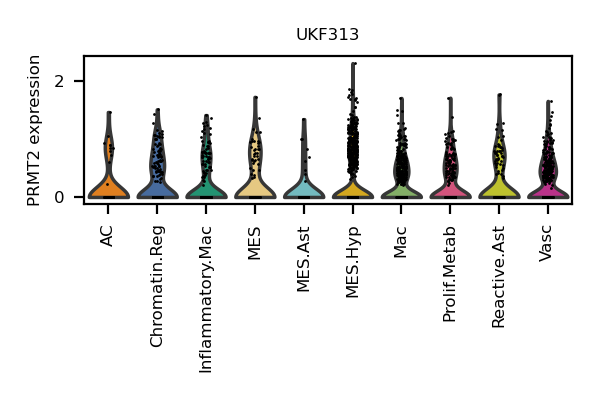 UKF313
PRMT2 expression
2
0
AC
Chromatin.Reg
Inflammatory.Mac
MES
MES.Ast
MES.Hyp
Mac
Prolif.Metab
Reactive.Ast
Vasc